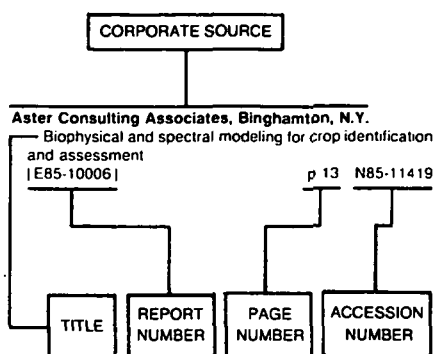 CORPORATE SOURCE
Aster Consulting Associates, Binghamton, N.Y.
Biophysical and spectral modeling for crop identification
and assessment
|E85-10006| p 13 N85-11419
TITLE REPORT NUMBER PAGE NUMBER ACCESSION NUMBER